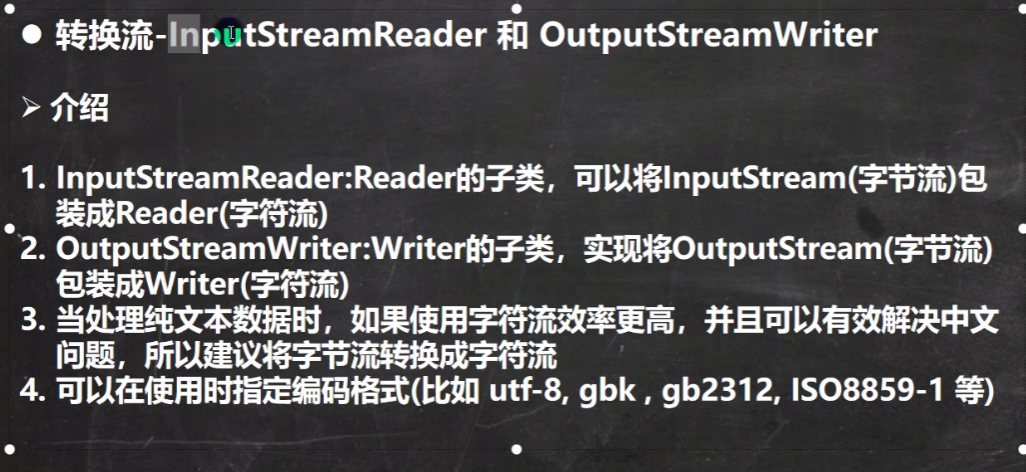 ● 转换流-InputStreamReader 和 OutputStreamWriter
➢ 介绍
1. InputStreamReader:Reader的子类，可以将InputStream(字节流)包
装成Reader(字符流)
2. OutputStreamWriter:Writer的子类，实现将OutputStream(字节流)
包装成Writer(字符流)
3. 当处理纯文本数据时，如果使用字符流效率更高，并且可以有效解决中文
问题，所以建议将字节流转换成字符流
4. 可以在使用时指定编码格式(比如 utf-8, gbk , gb2312, ISO8859-1 等)